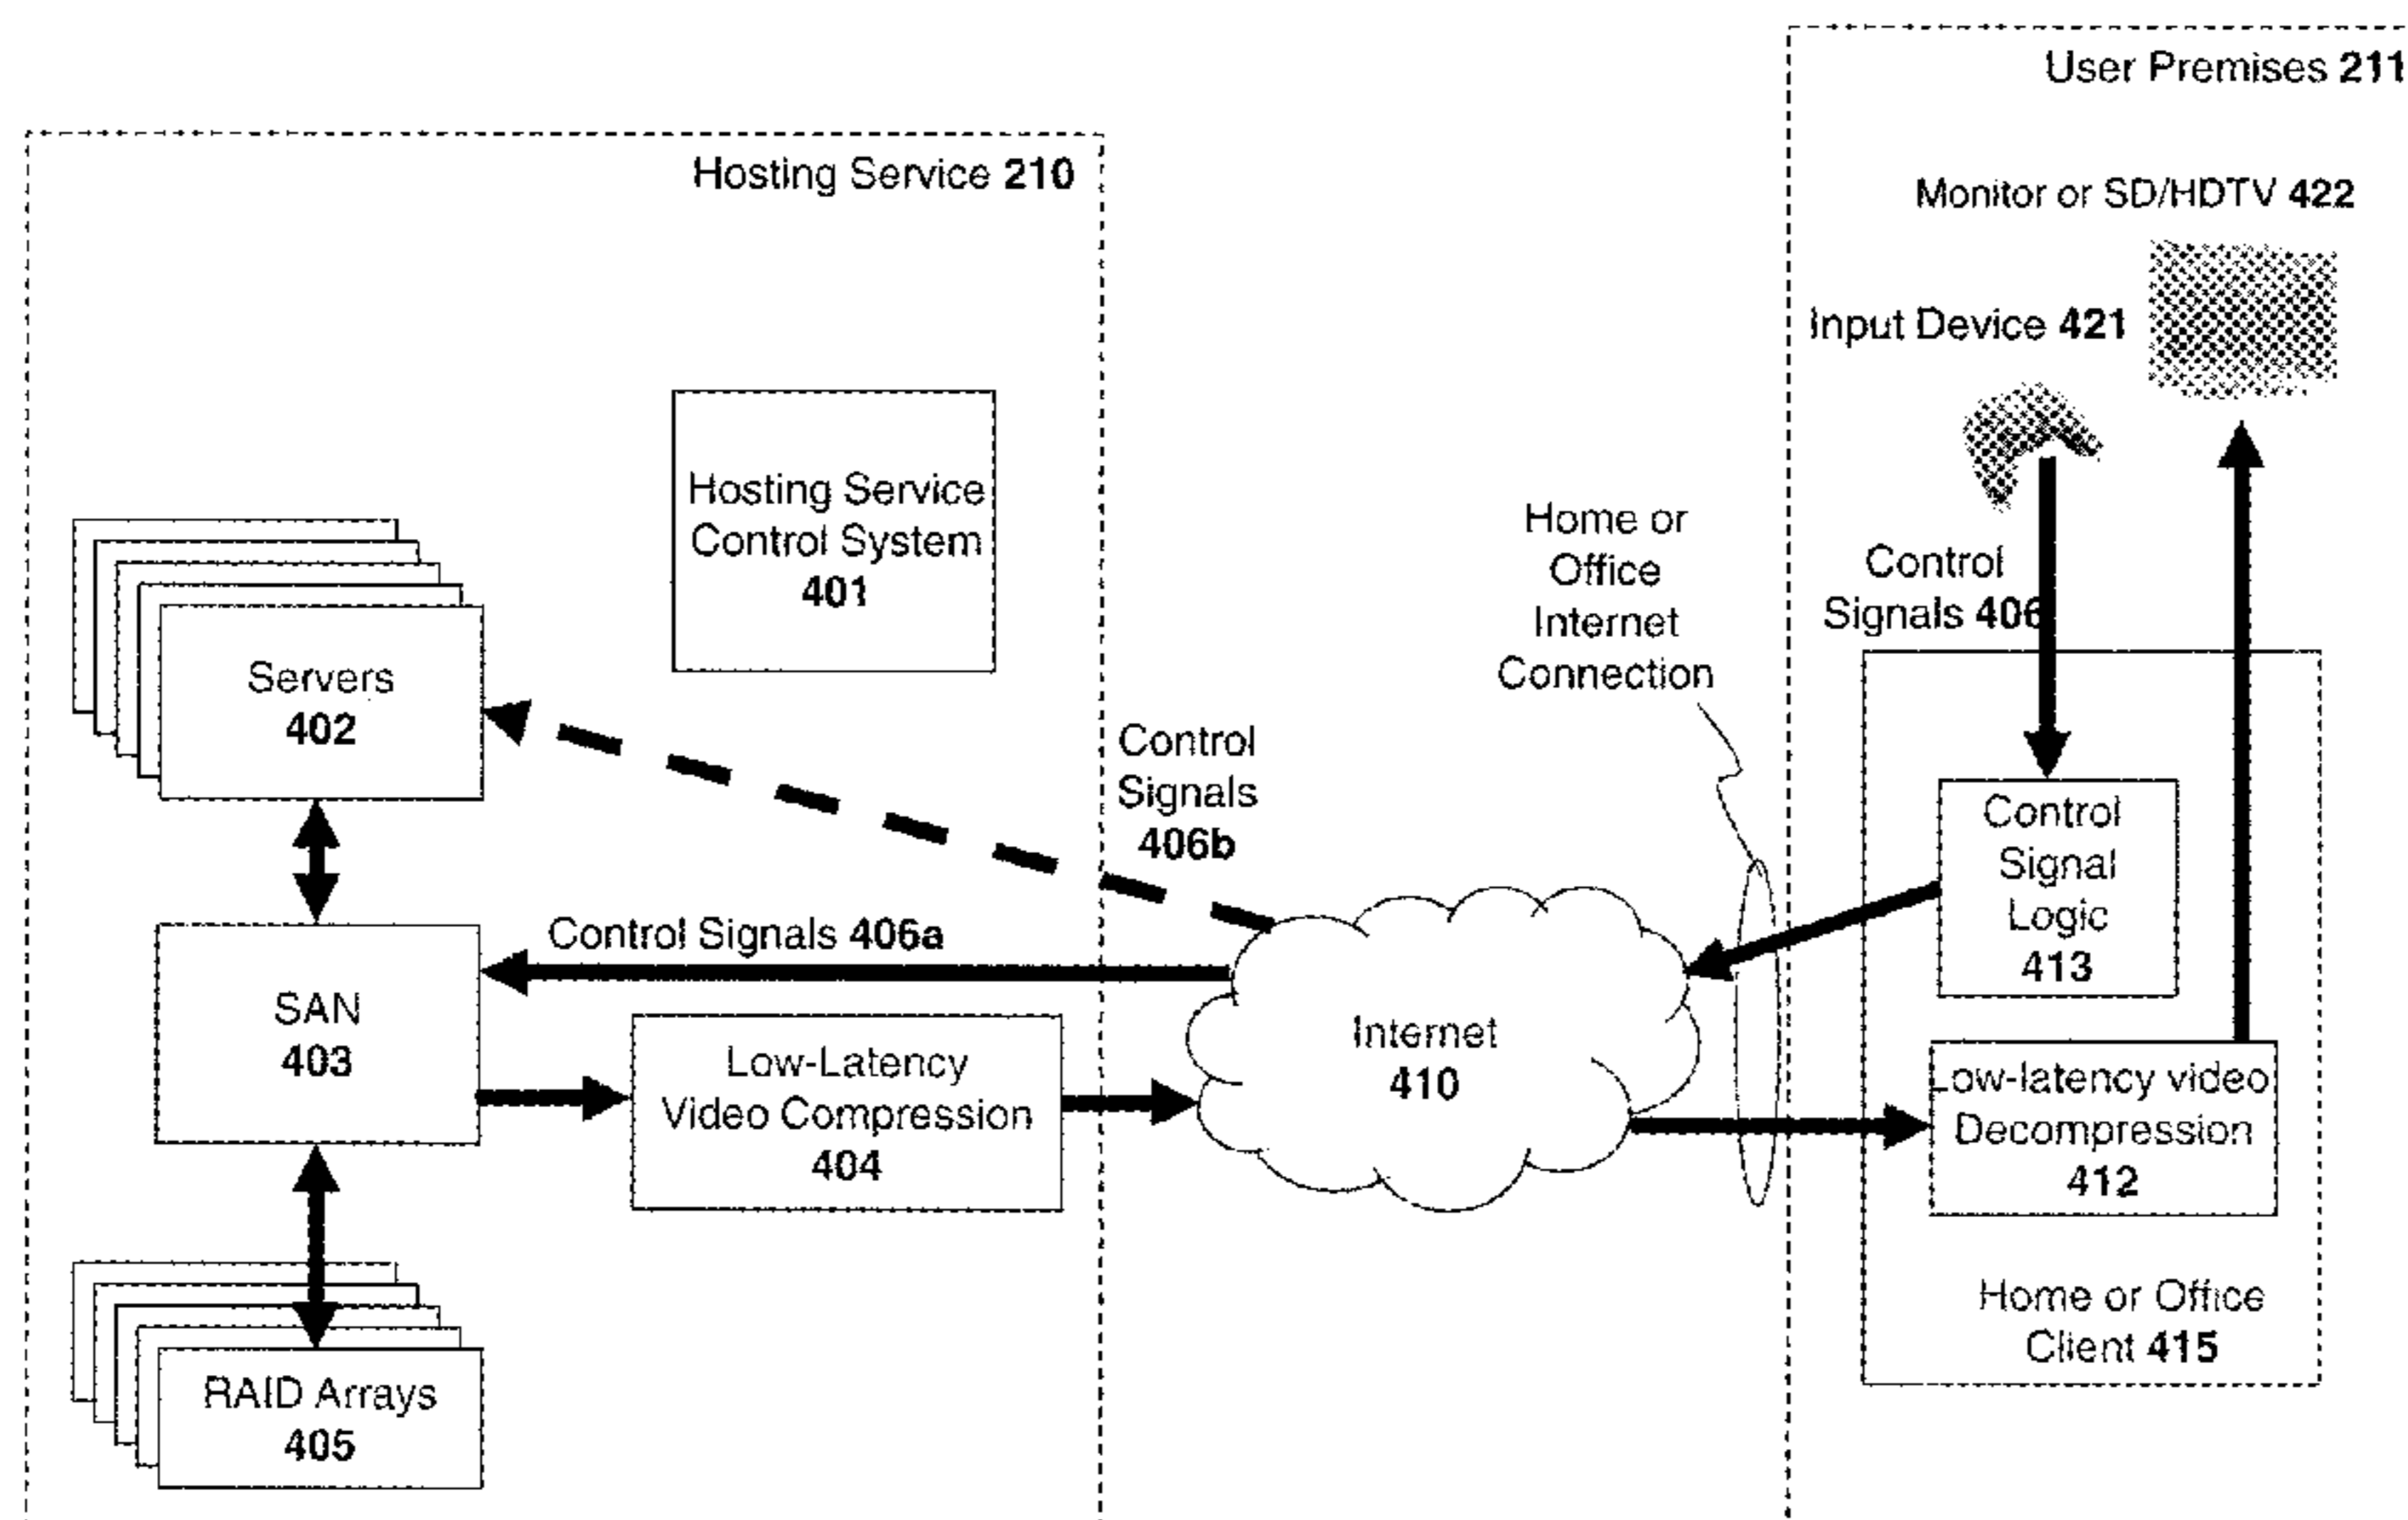 User Premises 211
Hosting Service 210
Monitor or SD/HDTV 422
Input Device 421
Hosting Service
Control System
401
Home or
Office
Internet
Connection
Control
Signals 406
Servers
402
Control
Signals
406b
Control
Signal
Logic
413
Control Signals 406a
SAN
403
Low-Latency
Video Compression
404
Internet
410
Low-latency video
Decompression
412
Home or Office
Client 415
RAID Arrays
405